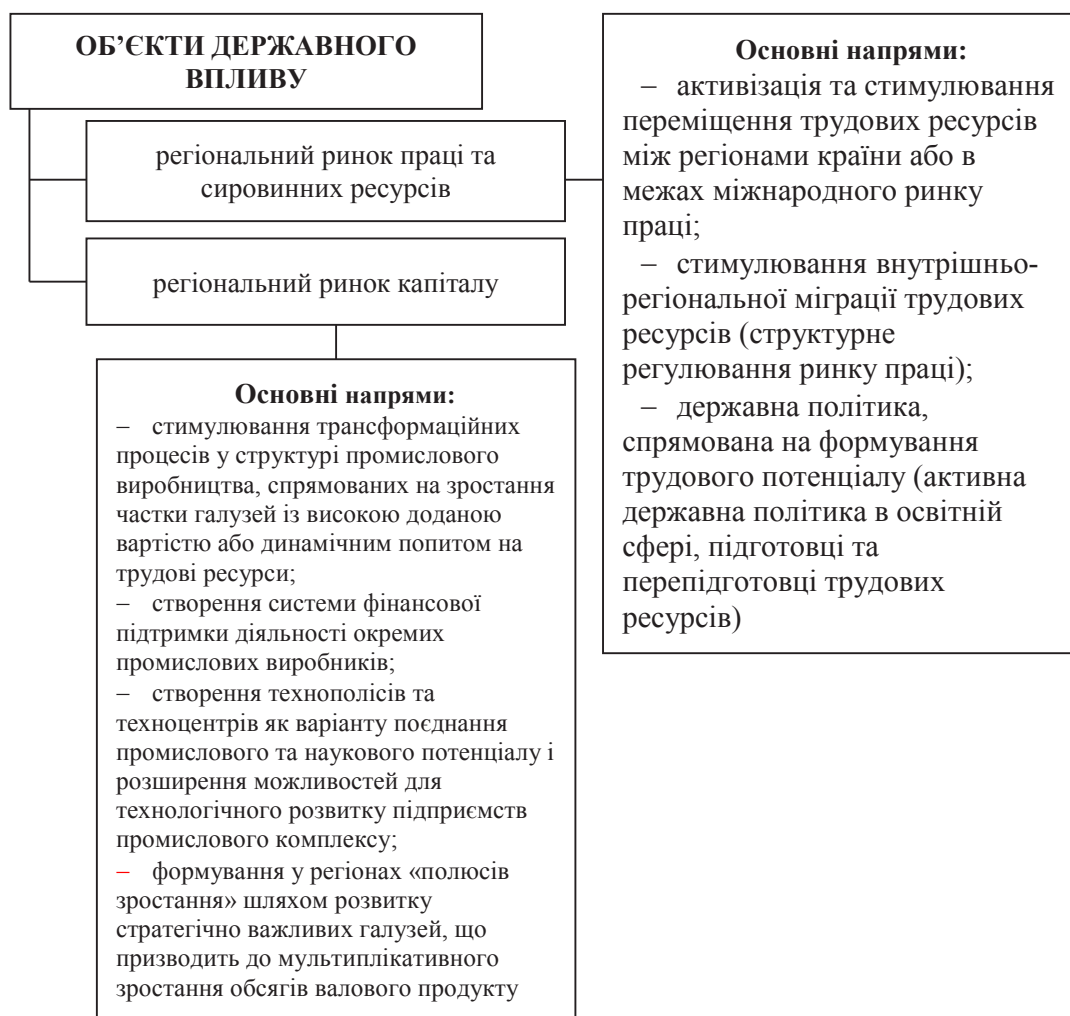 ОБ’ЄКТИ ДЕРЖАВНОГО
ВПЛИВУ
регіональний ринок праці та
сировинних ресурсів
регіональний ринок капіталу
Основні напрями:
– активізація та стимулювання
переміщення трудових ресурсів
між регіонами країни або в
межах міжнародного ринку
праці;
– стимулювання внутрішньо-
регіональної міграції трудових
ресурсів (структурне
регулювання ринку праці);
– державна політика,
спрямована на формування
трудового потенціалу (активна
державна політика в освітній
сфері, підготовці та
перепідготовці трудових
ресурсів)
Основні напрями:
– стимулювання трансформаційних
процесів у структурі промислового
виробництва, спрямованих на зростання
частки галузей із високою доданою
вартістю або динамічним попитом на
трудові ресурси;
– створення системи фінансової
підтримки діяльності окремих
промислових виробників;
– створення технополісів та
техноцентрів як варіанту поєднання
промислового та наукового потенціалу і
розширення можливостей для
технологічного розвитку підприємств
промислового комплексу;
– формування у регіонах «полюсів
зростання» шляхом розвитку
стратегічно важливих галузей, що
призводить до мультиплікативного
зростання обсягів валового продукту